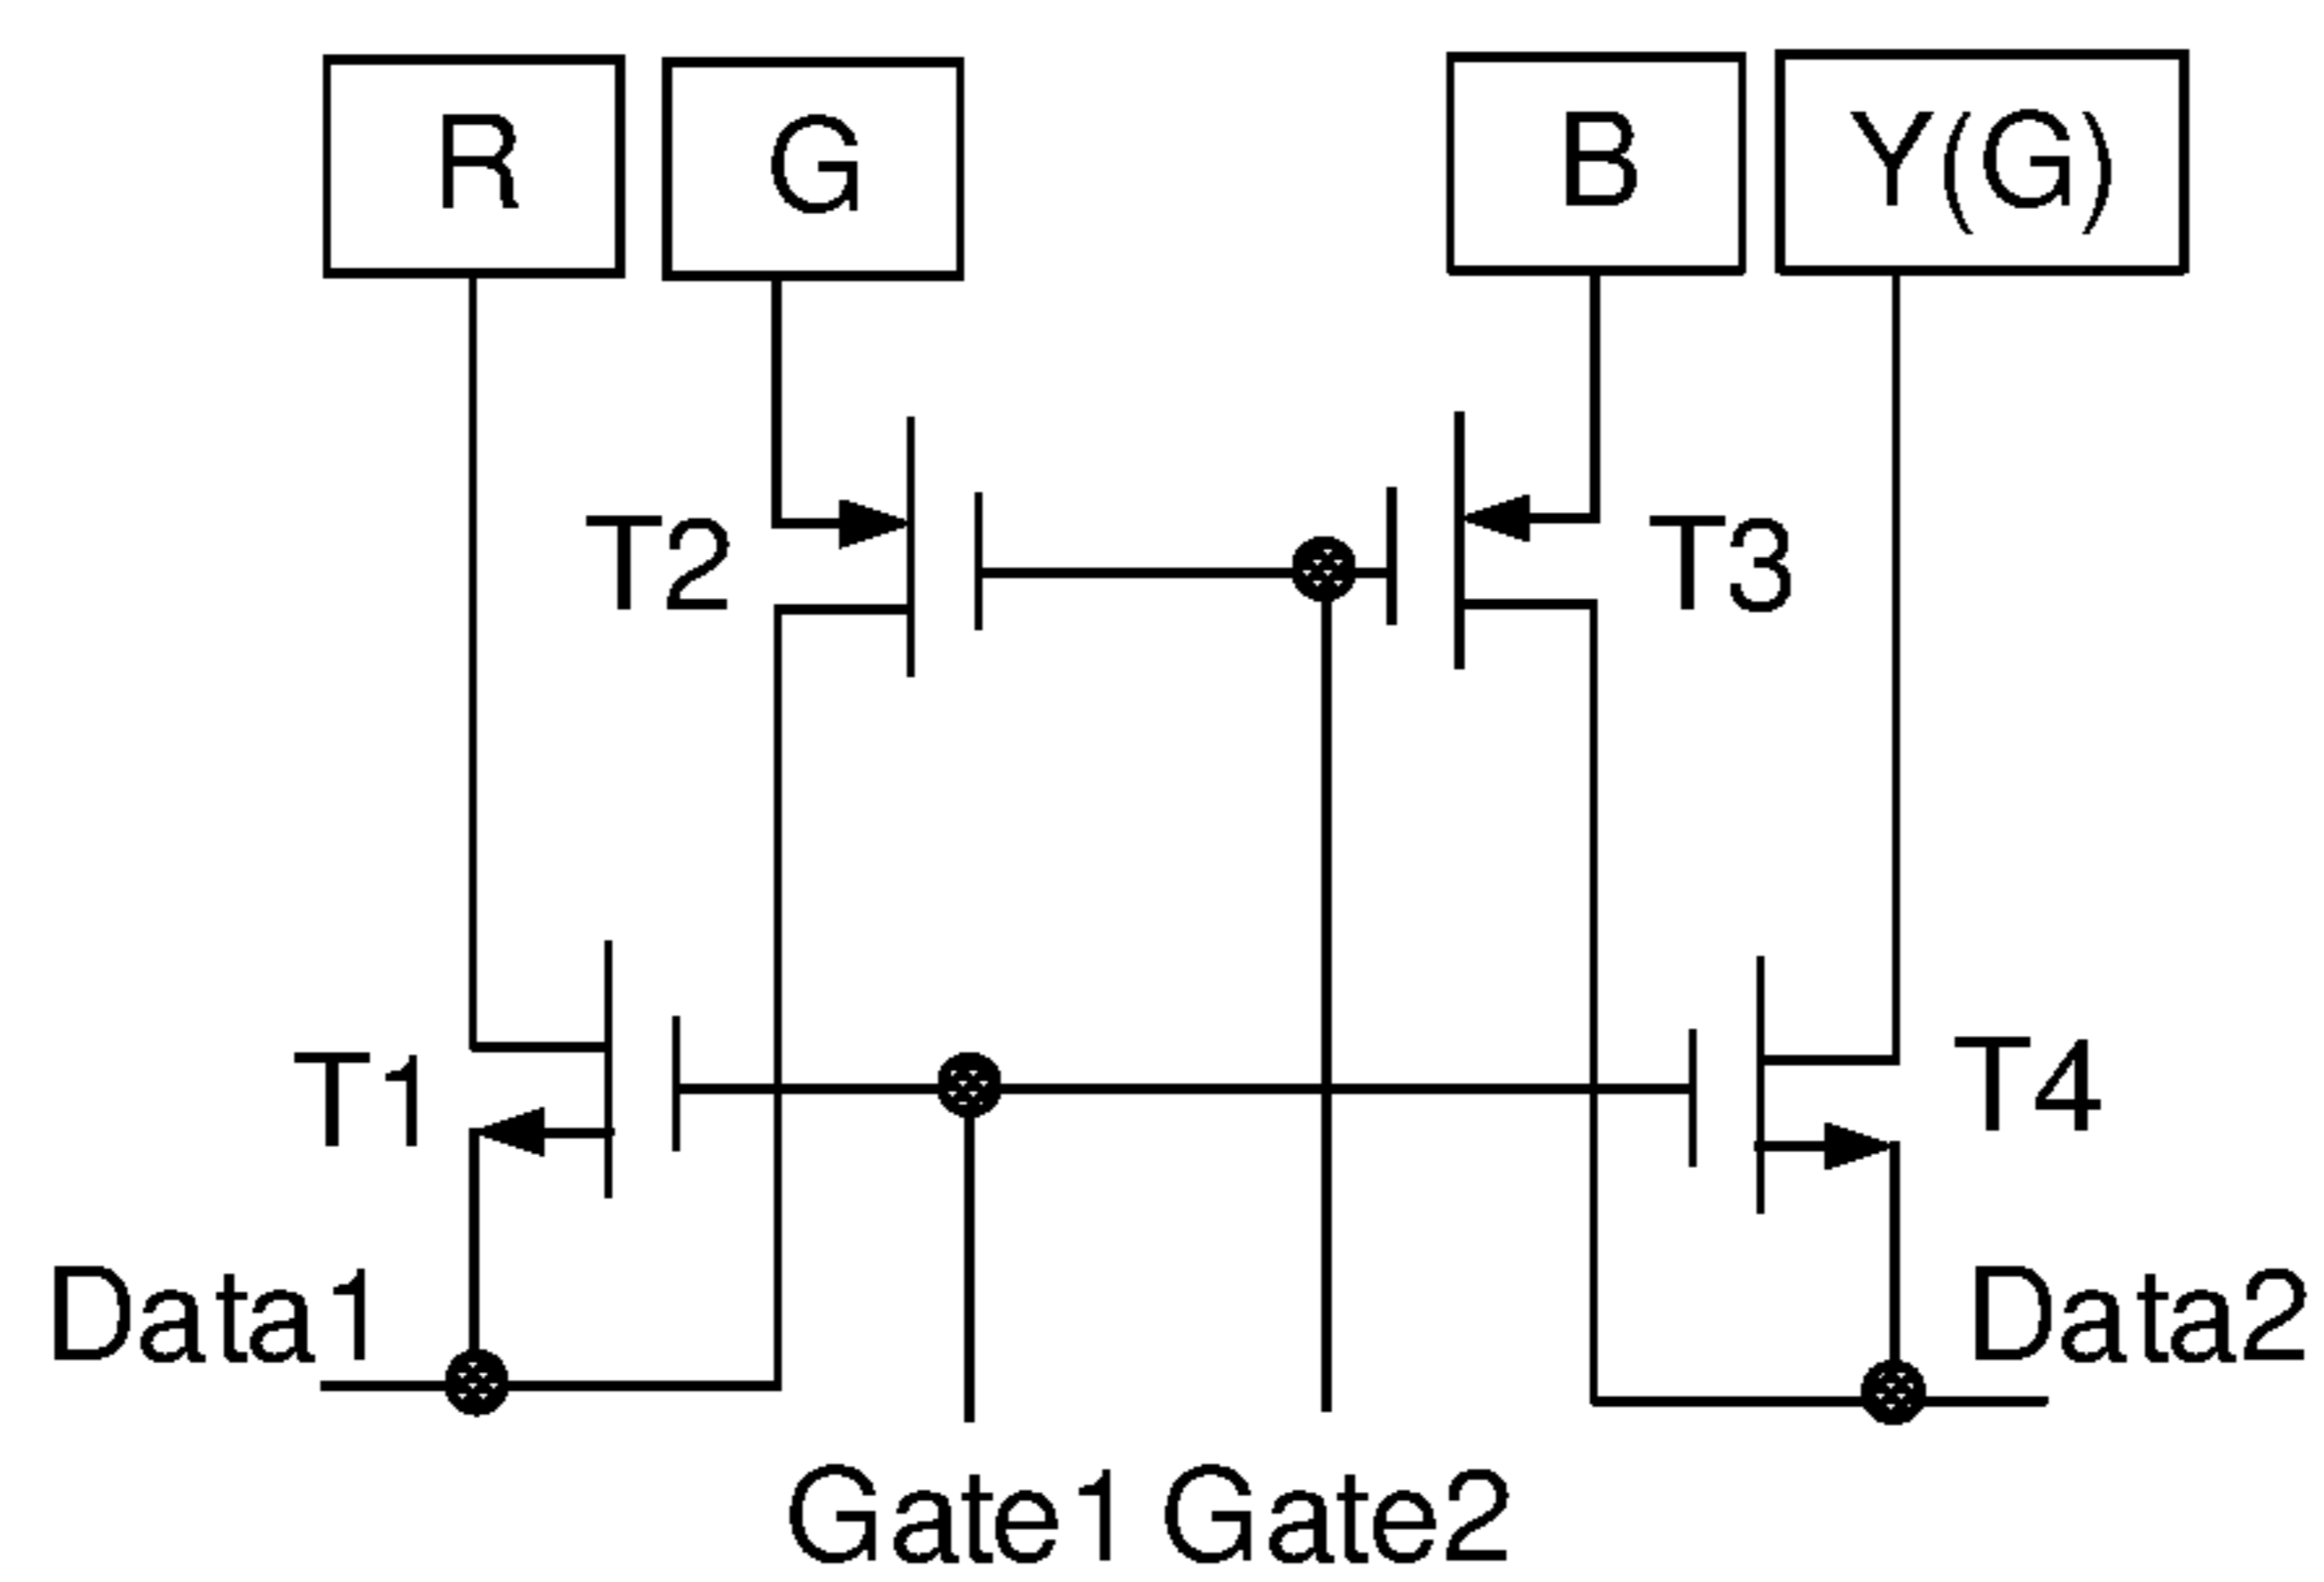 R G B Y(G)
T2 T3
T1 T4
Data1 Data2
Gate1 Gate2